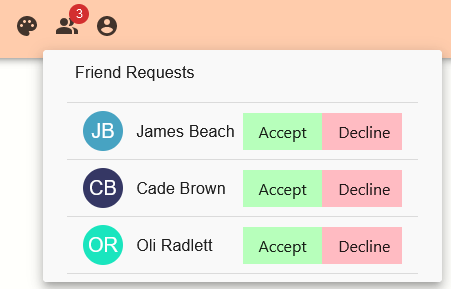 3
Friend Requests
JB James Beach Accept Decline
CB Cade Brown Accept Decline
OR Oli Radlett Accept Decline